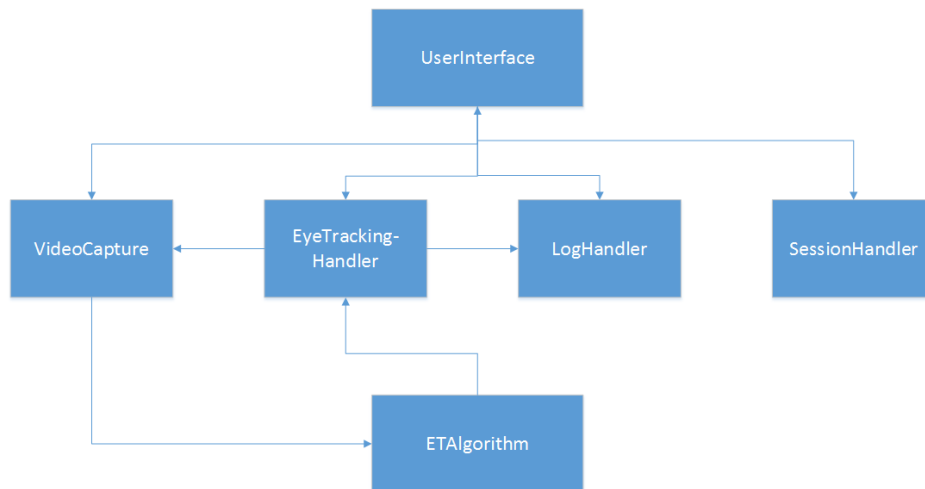 UserInterface
VideoCapture
EyeTracking-
Handler
LogHandler
SessionHandler
ETAlgorithm